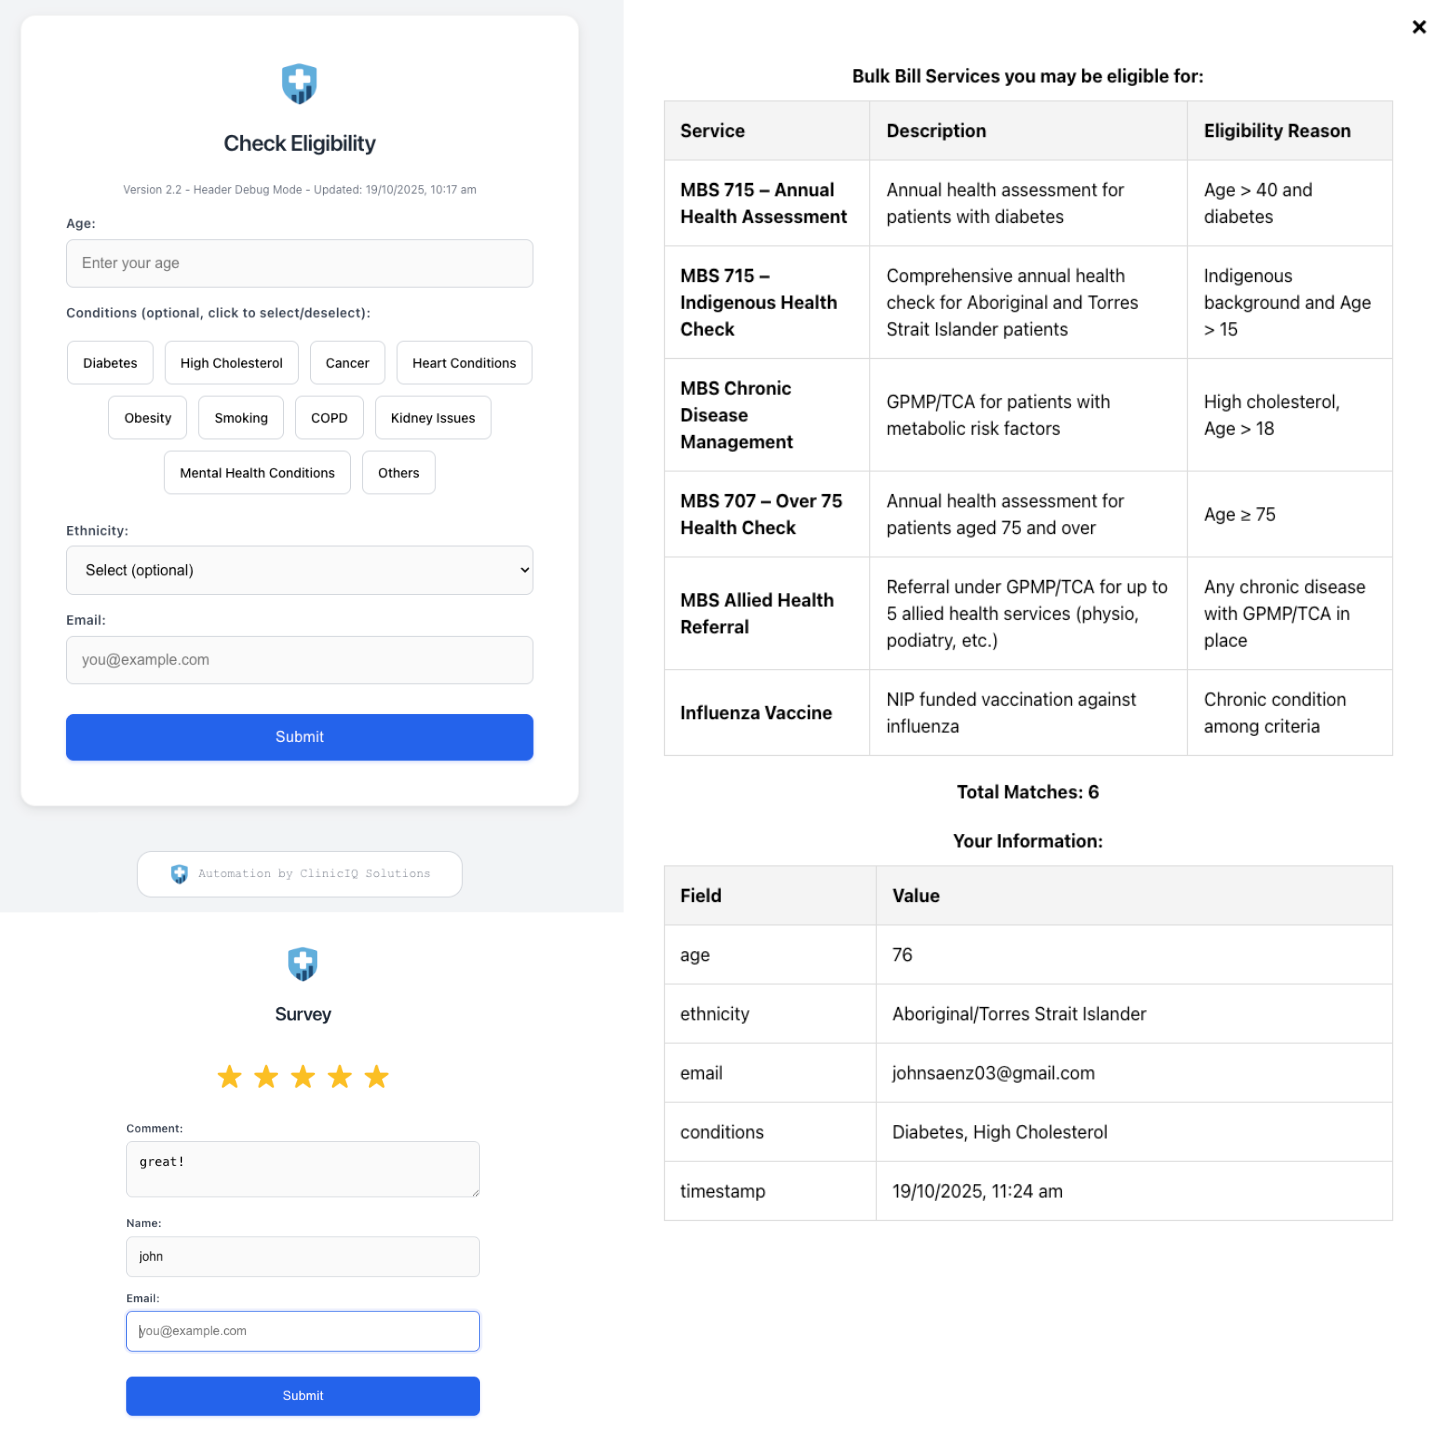 Check Eligibility
Version 2.2 - Header Debug Mode - Updated: 19/10/2025, 10:17 am
Age:
Enter your age
Conditions (optional, click to select/deselect):
Diabetes
High Cholesterol
Cancer
Heart Conditions
Obesity
Smoking
COPD
Kidney Issues
Mental Health Conditions
Others
Ethnicity:
Select (optional)
Email:
you@example.com
Submit
Automation by ClinicIQ Solutions
Survey
Comment:
great!
Name:
john
Email:
you@example.com
Submit
Bulk Bill Services you may be eligible for:
Service
Description
Eligibility Reason
MBS 715 – Annual
Health Assessment
Annual health assessment for
patients with diabetes
Age > 40 and
diabetes
MBS 715 –
Indigenous Health
Check
Comprehensive annual health
check for Aboriginal and Torres
Strait Islander patients
Indigenous
background and Age
> 15
MBS Chronic
Disease
Management
GPMP/TCA for patients with
metabolic risk factors
High cholesterol,
Age > 18
MBS 707 – Over 75
Health Check
Annual health assessment for
patients aged 75 and over
Age ≥ 75
MBS Allied Health
Referral
Referral under GPMP/TCA for up to
5 allied health services (physio,
podiatry, etc.)
Any chronic disease
with GPMP/TCA in
place
Influenza Vaccine
NIP funded vaccination against
influenza
Chronic condition
among criteria
Total Matches: 6
Your Information:
Field
Value
age
76
ethnicity
Aboriginal/Torres Strait Islander
email
johnsaenz03@gmail.com
conditions
Diabetes, High Cholesterol
timestamp
19/10/2025, 11:24 am